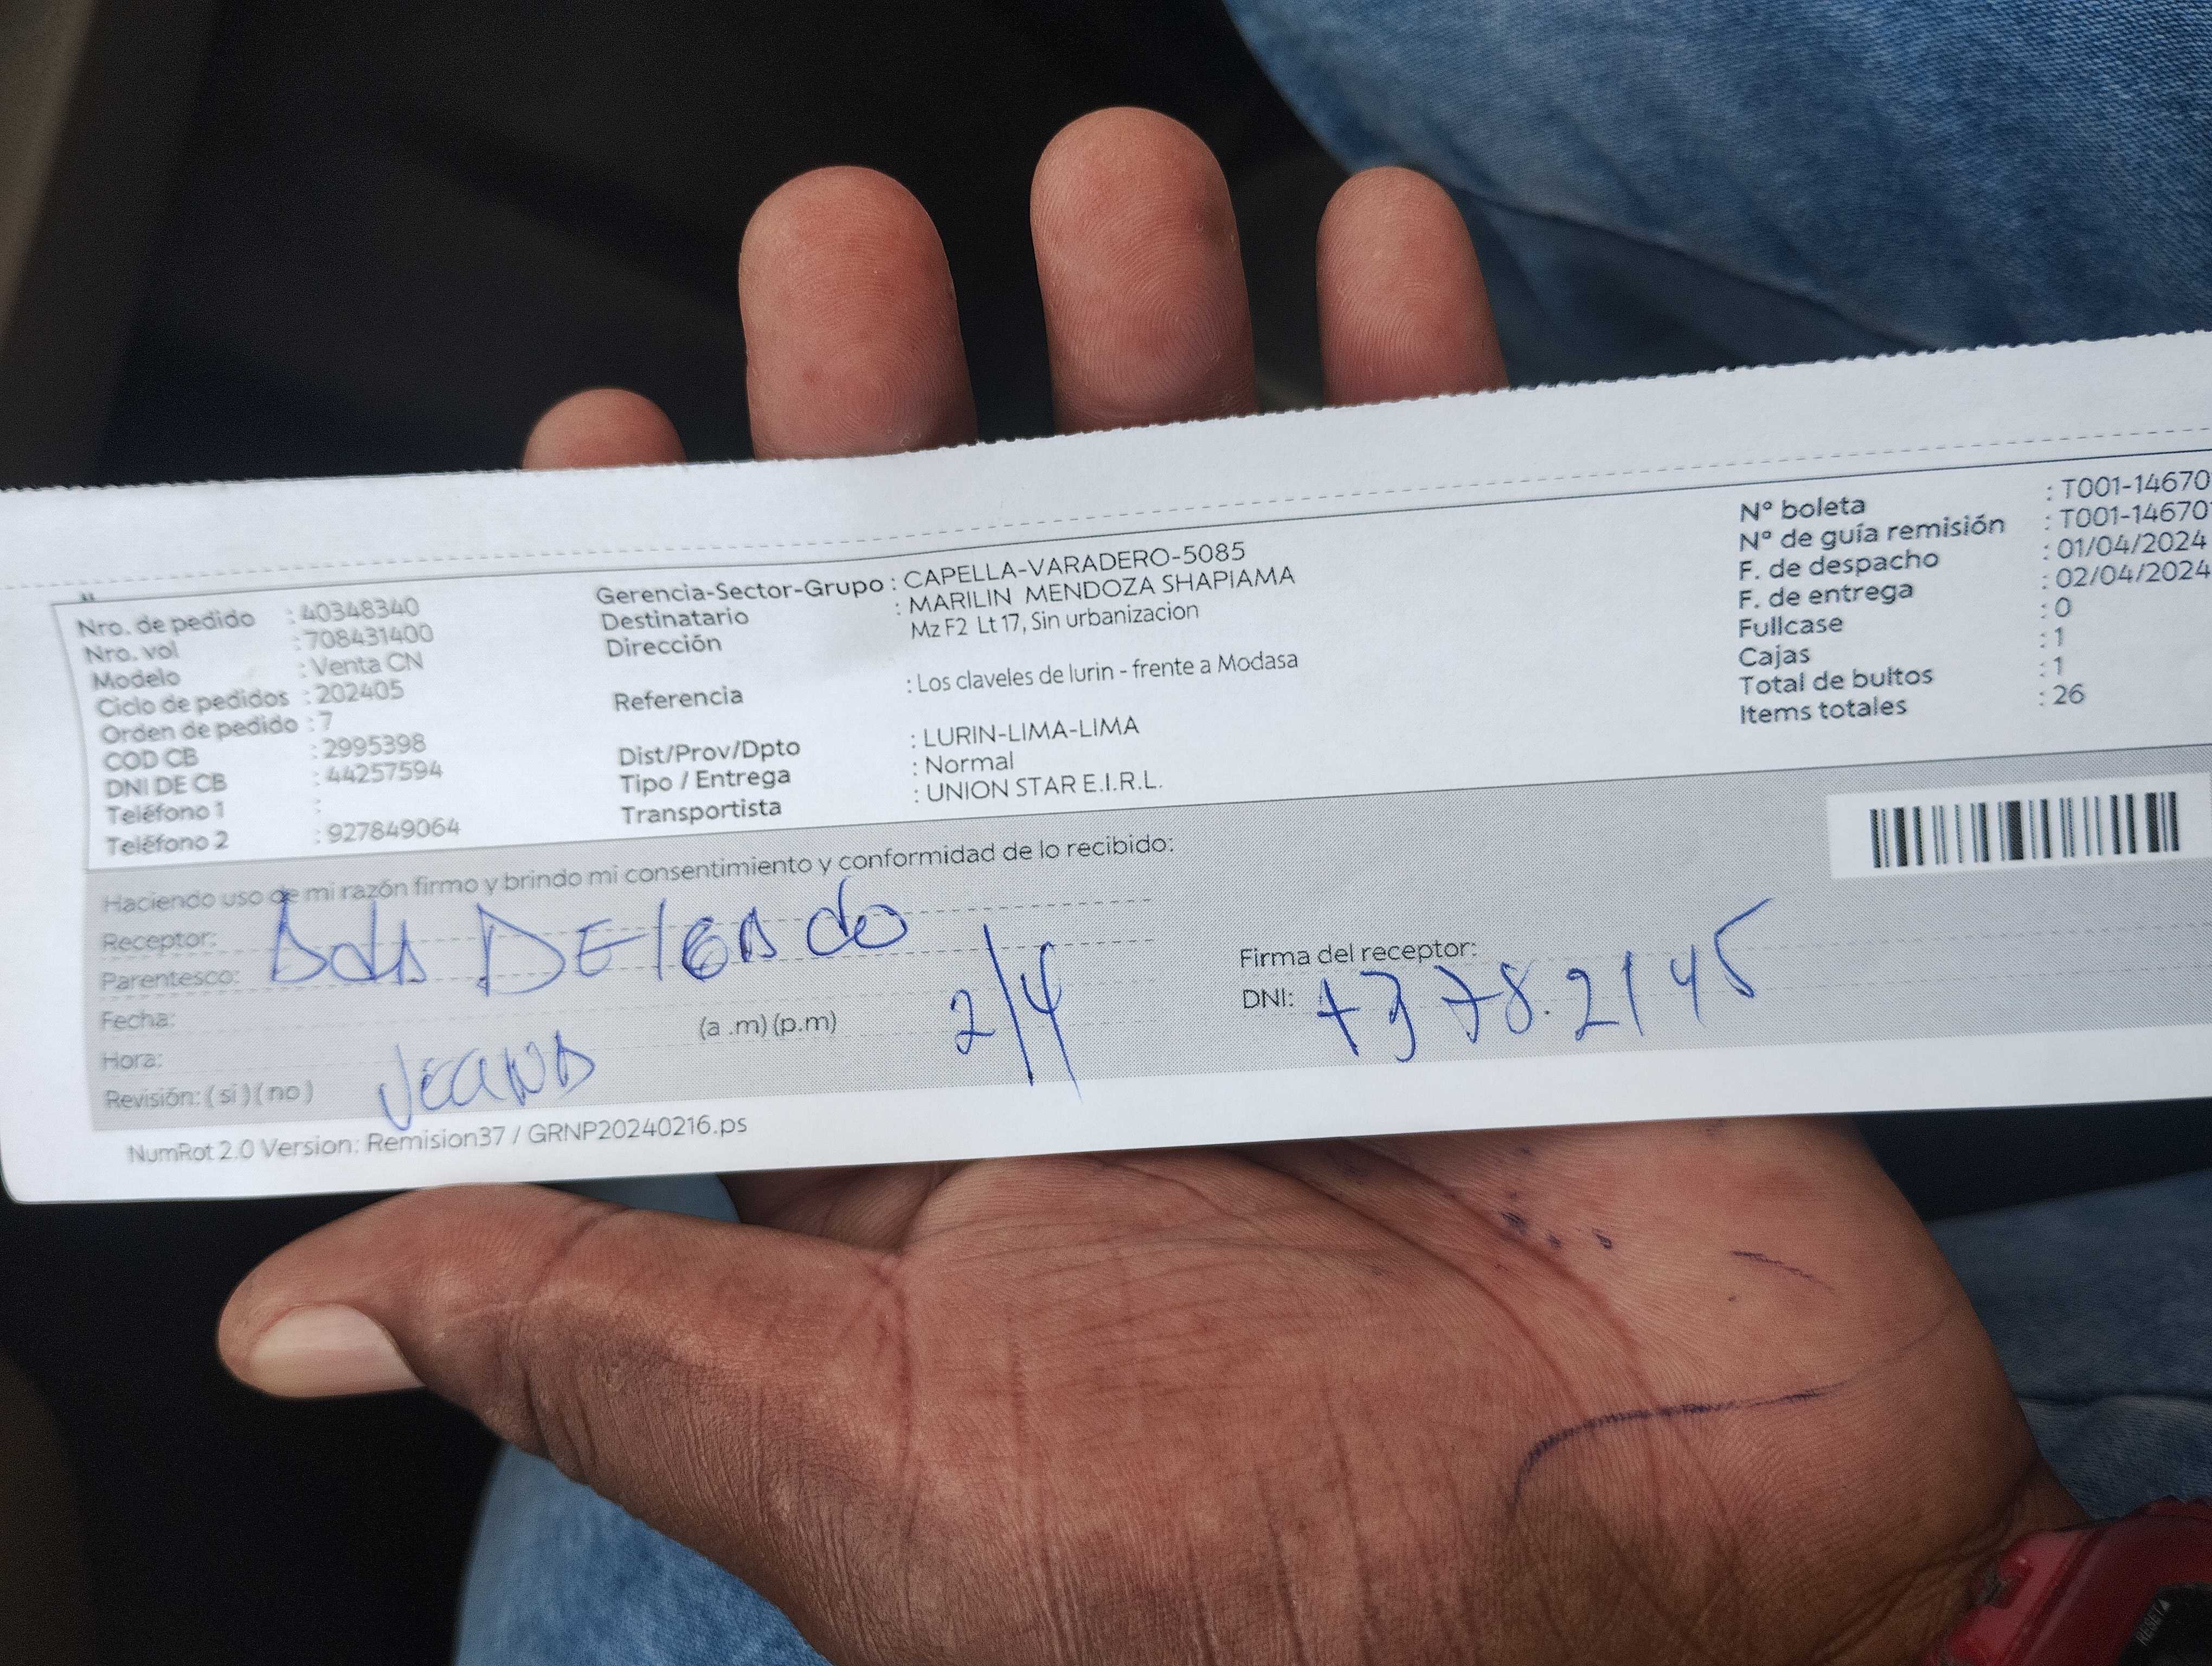 Nro. de pedido : 40348340
Nro. vol : 708431400
Modelo : Venta CN
Ciclo de pedidos : 202405
Orden de pedido : 7
COD CB : 2995398
DNI DE CB : 44257594
Teléfono 1 :
Teléfono 2 : 927849064
Gerencia-Sector-Grupo : CAPELLA-VARADERO-5085
Destinatario : MARILIN MENDOZA SHAPIAMA
Dirección Mz F2 Lt 17, Sin urbanizacion
Referencia : Los claveles de lurin - frente a Modasa
Dist/Prov/Dpto : LURIN-LIMA-LIMA
Tipo / Entrega : Normal
Transportista : UNION STAR E.I.R.L.
N° boleta : T001-14670
N° de guía remisión : T001-14670
F. de despacho : 01/04/2024
F. de entrega : 02/04/2024
Fullcase : 0
Cajas : 1
Total de bultos : 1
Items totales : 26
Haciendo uso de mi razón firmo y brindo mi consentimiento y conformidad de lo recibido:
Receptor:
Parentesco: DElGADo
Fecha: 2/4
Hora: (a .m) (p.m)
Revisión: ( si ) ( no )
Firma del receptor:
DNI: 7378.2145
NumRot 2.0 Version: Remision37 / GRNP20240216.ps
RESET▲